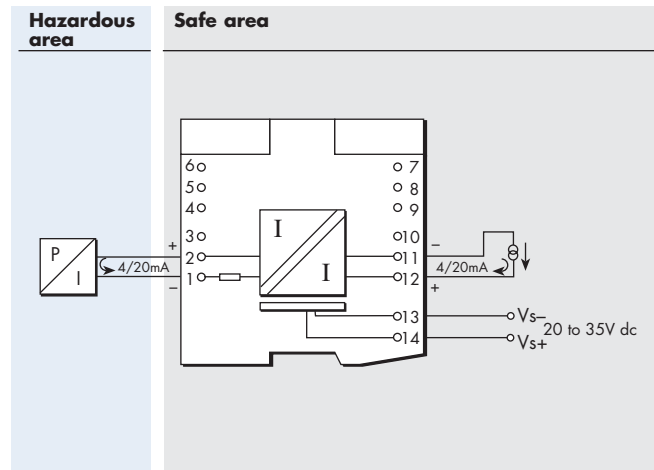 Hazardous area
Safe area
6
5
4
3
2
1
7
8
9
10
11
12
13
14
P
I
+
4/20mA
−
I
I
−
4/20mA
+
Vs−
20 to 35V dc
Vs+